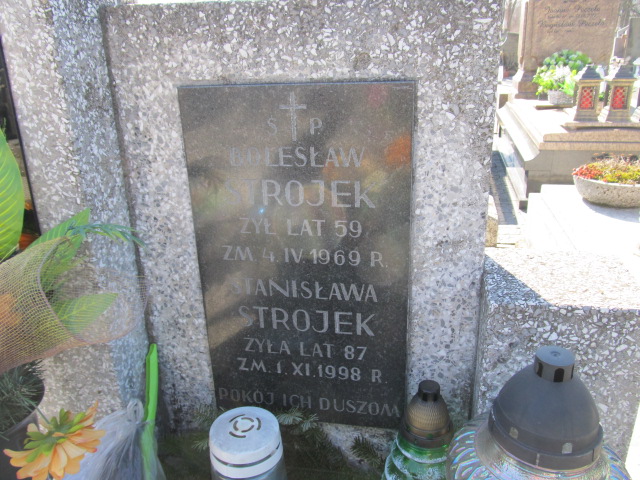 Ś P
BOLESŁAW
STROJEK
ŻYŁ LAT 59
ZM 4.IV 1969 R.
STANISŁAWA
STROJEK
ŻYŁA LAT 87
ZM. 1.XI.1998 R
POKÓJ ICH DUSZOM